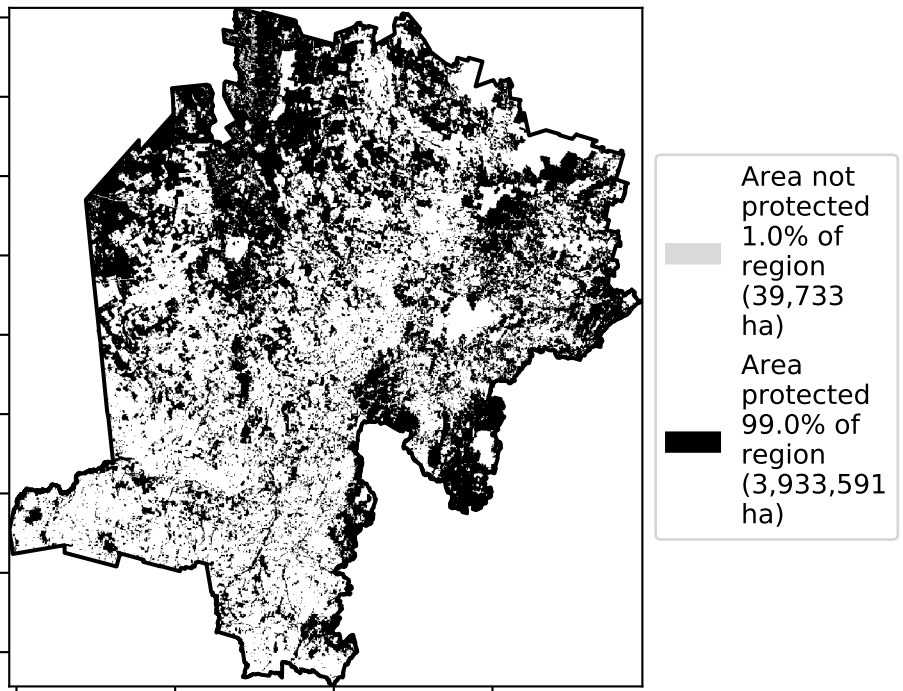 Area not
protected
1.0% of
region
(39,733
ha)
Area
protected
99.0% of
region
(3,933,591
ha)